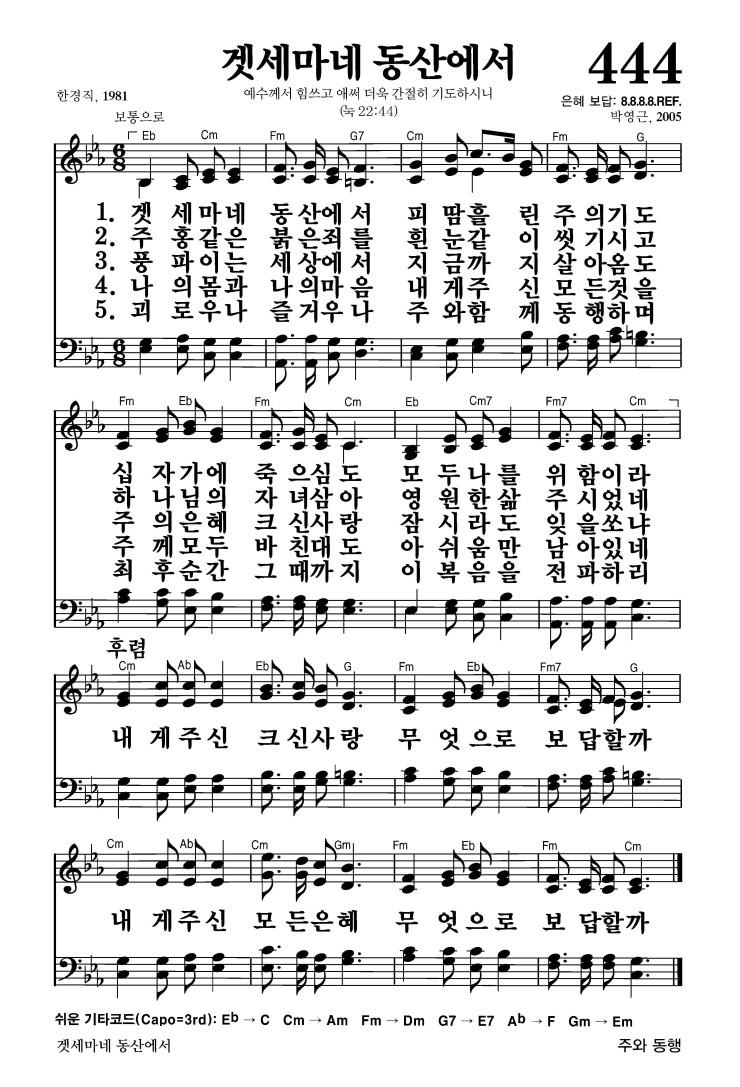 겟세마네 동산에서 444
한경직, 1981 예수께서 힘쓰고 애써 더욱 간절히 기도하시니 은혜 보답: 8.8.8.8.REF.
보통으로 (눅 22:44) 박영근, 2005
Eb Cm Fm G7 Cm Fm G
1. 겟 세마네 동산에서 피 땀흘 린 주의기도
2. 주 홍같은 붉은죄를 흰 눈같 이 씻기시고
3. 풍 파이는 세상에서 지 금까 지 살아옴도
4. 나 의몸과 나의마음 내 게주 신 모든것을
5. 괴 로우나 즐거우나 주 와함 께 동행하며
Fm Eb Bb Fm Cm Eb Cm7 Fm7 Cm
십 자가에 죽으심도 모 두나를 위함이라
하 나님의 자녀삼아 영 원한삶 주시었네
주 의은혜 크신사랑 잠 시라도 잊을쏘냐
주 께모두 바친대도 아 쉬움만 남아있네
최 후순간 그때까지 이 복음을 전파하리
후렴
Cm Ab Eb G Fm Eb Fm7 G
내 게주신 크신사랑 무 엇으로 보답할까
Cm Ab Cm Gm Fm Eb Fm Cm
내 게주신 모든은혜 무 엇으로 보답할까
쉬운 기타코드(Capo=3rd): Eb → C Cm → Am Fm → Dm G7 → E7 Ab → F Gm → Em
겟세마네 동산에서 주와 동행